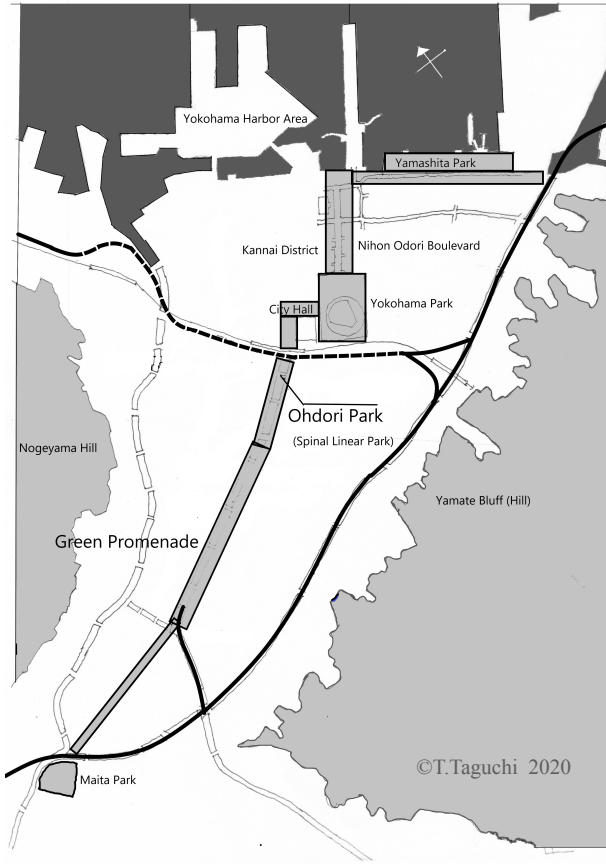 Yokohama Harbor Area
Yamashita Park
Kannai District
Nihon Odori Boulevard
City Hall
Yokohama Park
Ohdori Park
(Spinal Linear Park)
Nogeyama Hill
Yamate Bluff (Hill)
Green Promenade
©T.Taguchi 2020
Maita Park